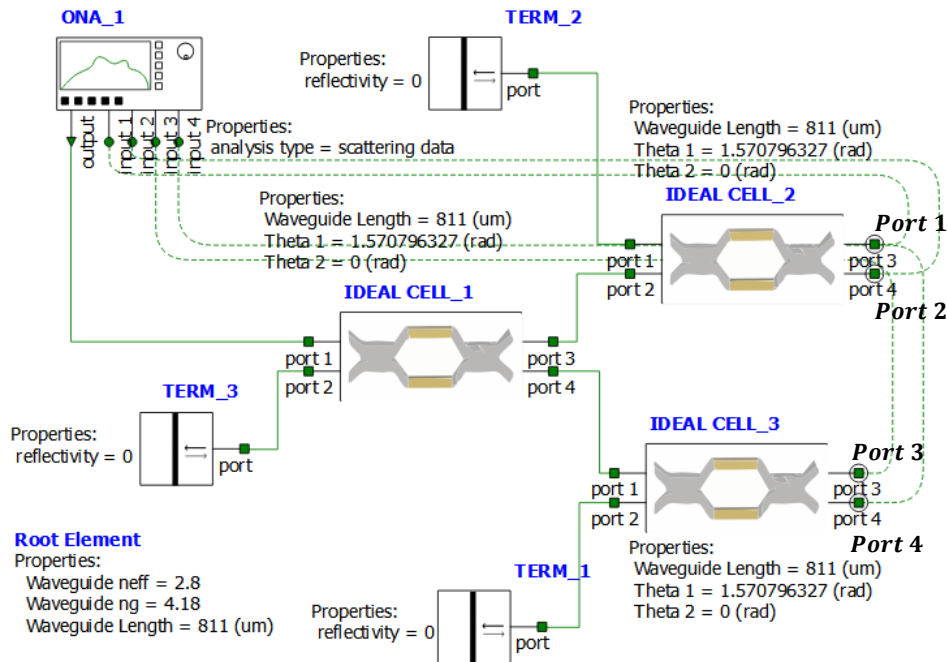 ONA_1
output
input 1
input 2
input 3
input 4
Properties:
analysis type = scattering data
TERM_2
Properties:
reflectivity = 0
port
Properties:
Waveguide Length = 811 (um)
Theta 1 = 1.570796327 (rad)
Theta 2 = 0 (rad)
IDEAL CELL_2
port 1
port 2
port 3
port 4
Port 1
Port 2
Properties:
Waveguide Length = 811 (um)
Theta 1 = 1.570796327 (rad)
Theta 2 = 0 (rad)
IDEAL CELL_1
port 1
port 2
port 3
port 4
TERM_3
Properties:
reflectivity = 0
port
IDEAL CELL_3
port 1
port 2
port 3
port 4
Port 3
Port 4
Properties:
Waveguide Length = 811 (um)
Theta 1 = 1.570796327 (rad)
Theta 2 = 0 (rad)
Root Element
Properties:
Waveguide neff = 2.8
Waveguide ng = 4.18
Waveguide Length = 811 (um)
TERM_1
Properties:
reflectivity = 0
port